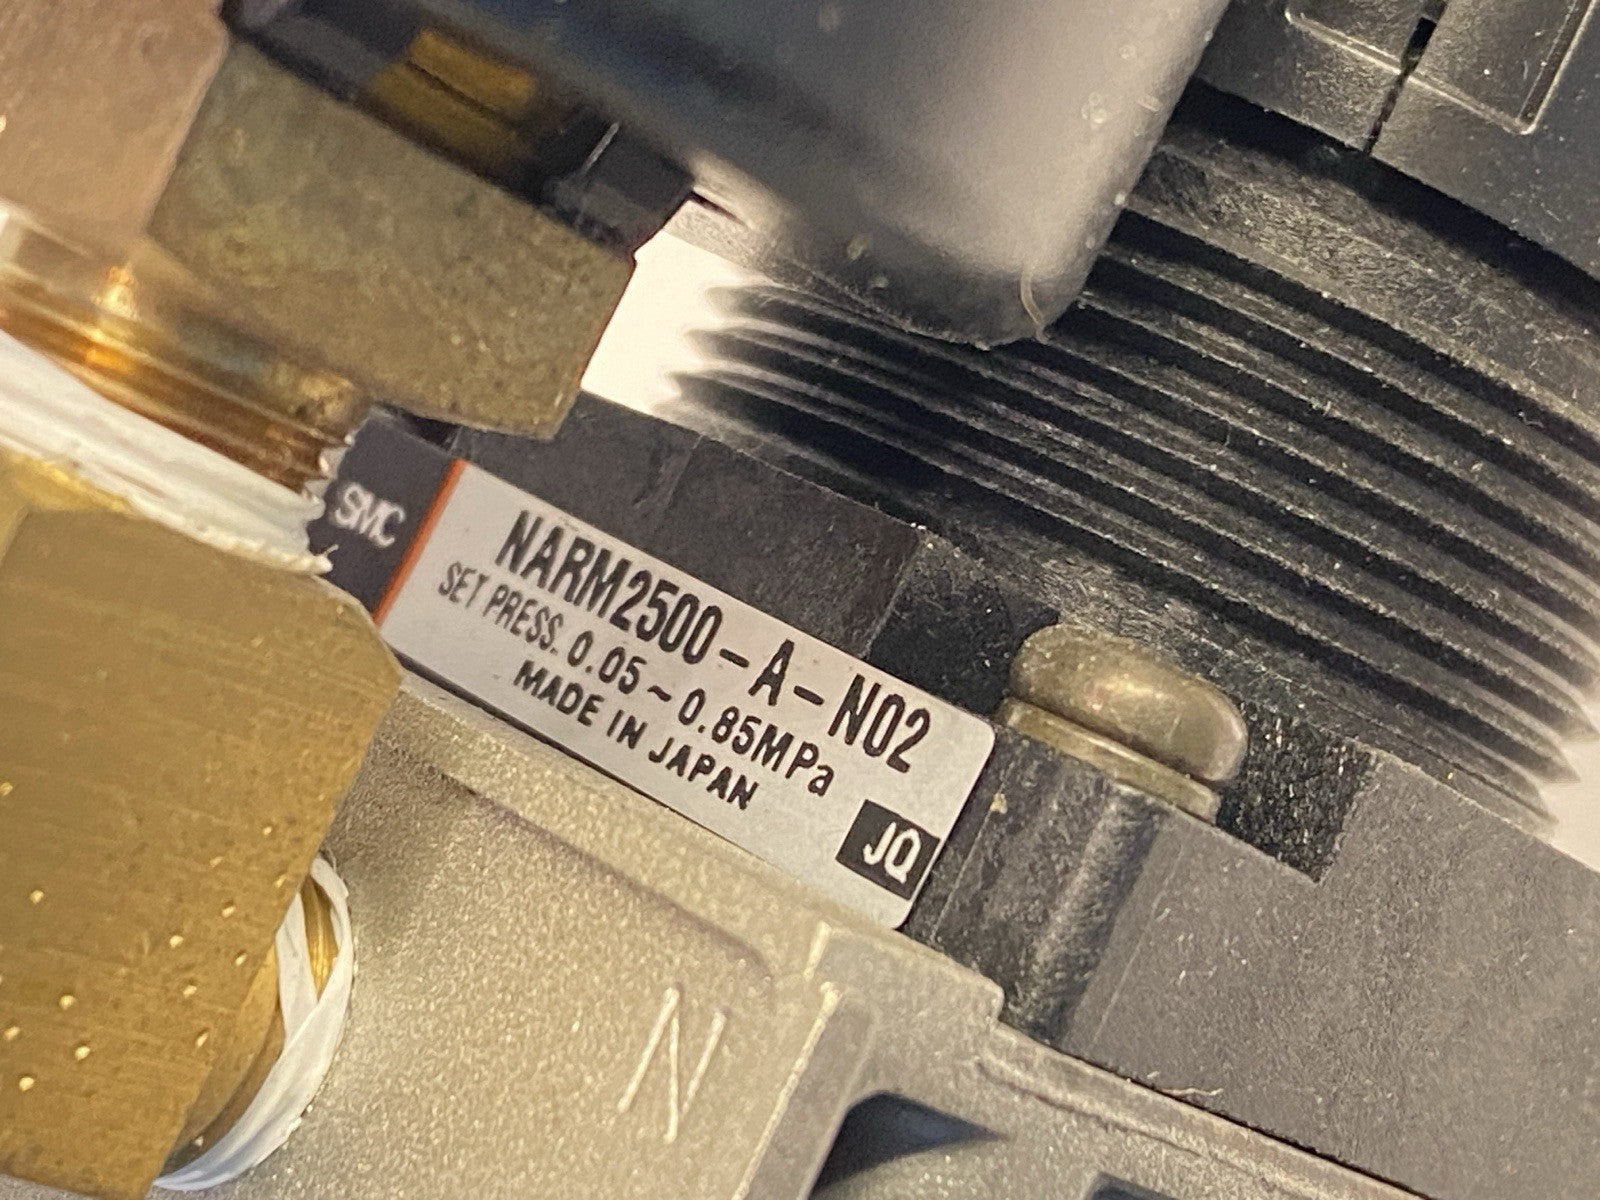 SMC
NARM2500-A-N02
SET PRESS. 0.05~0.85MPa
MADE IN JAPAN
JQ
N